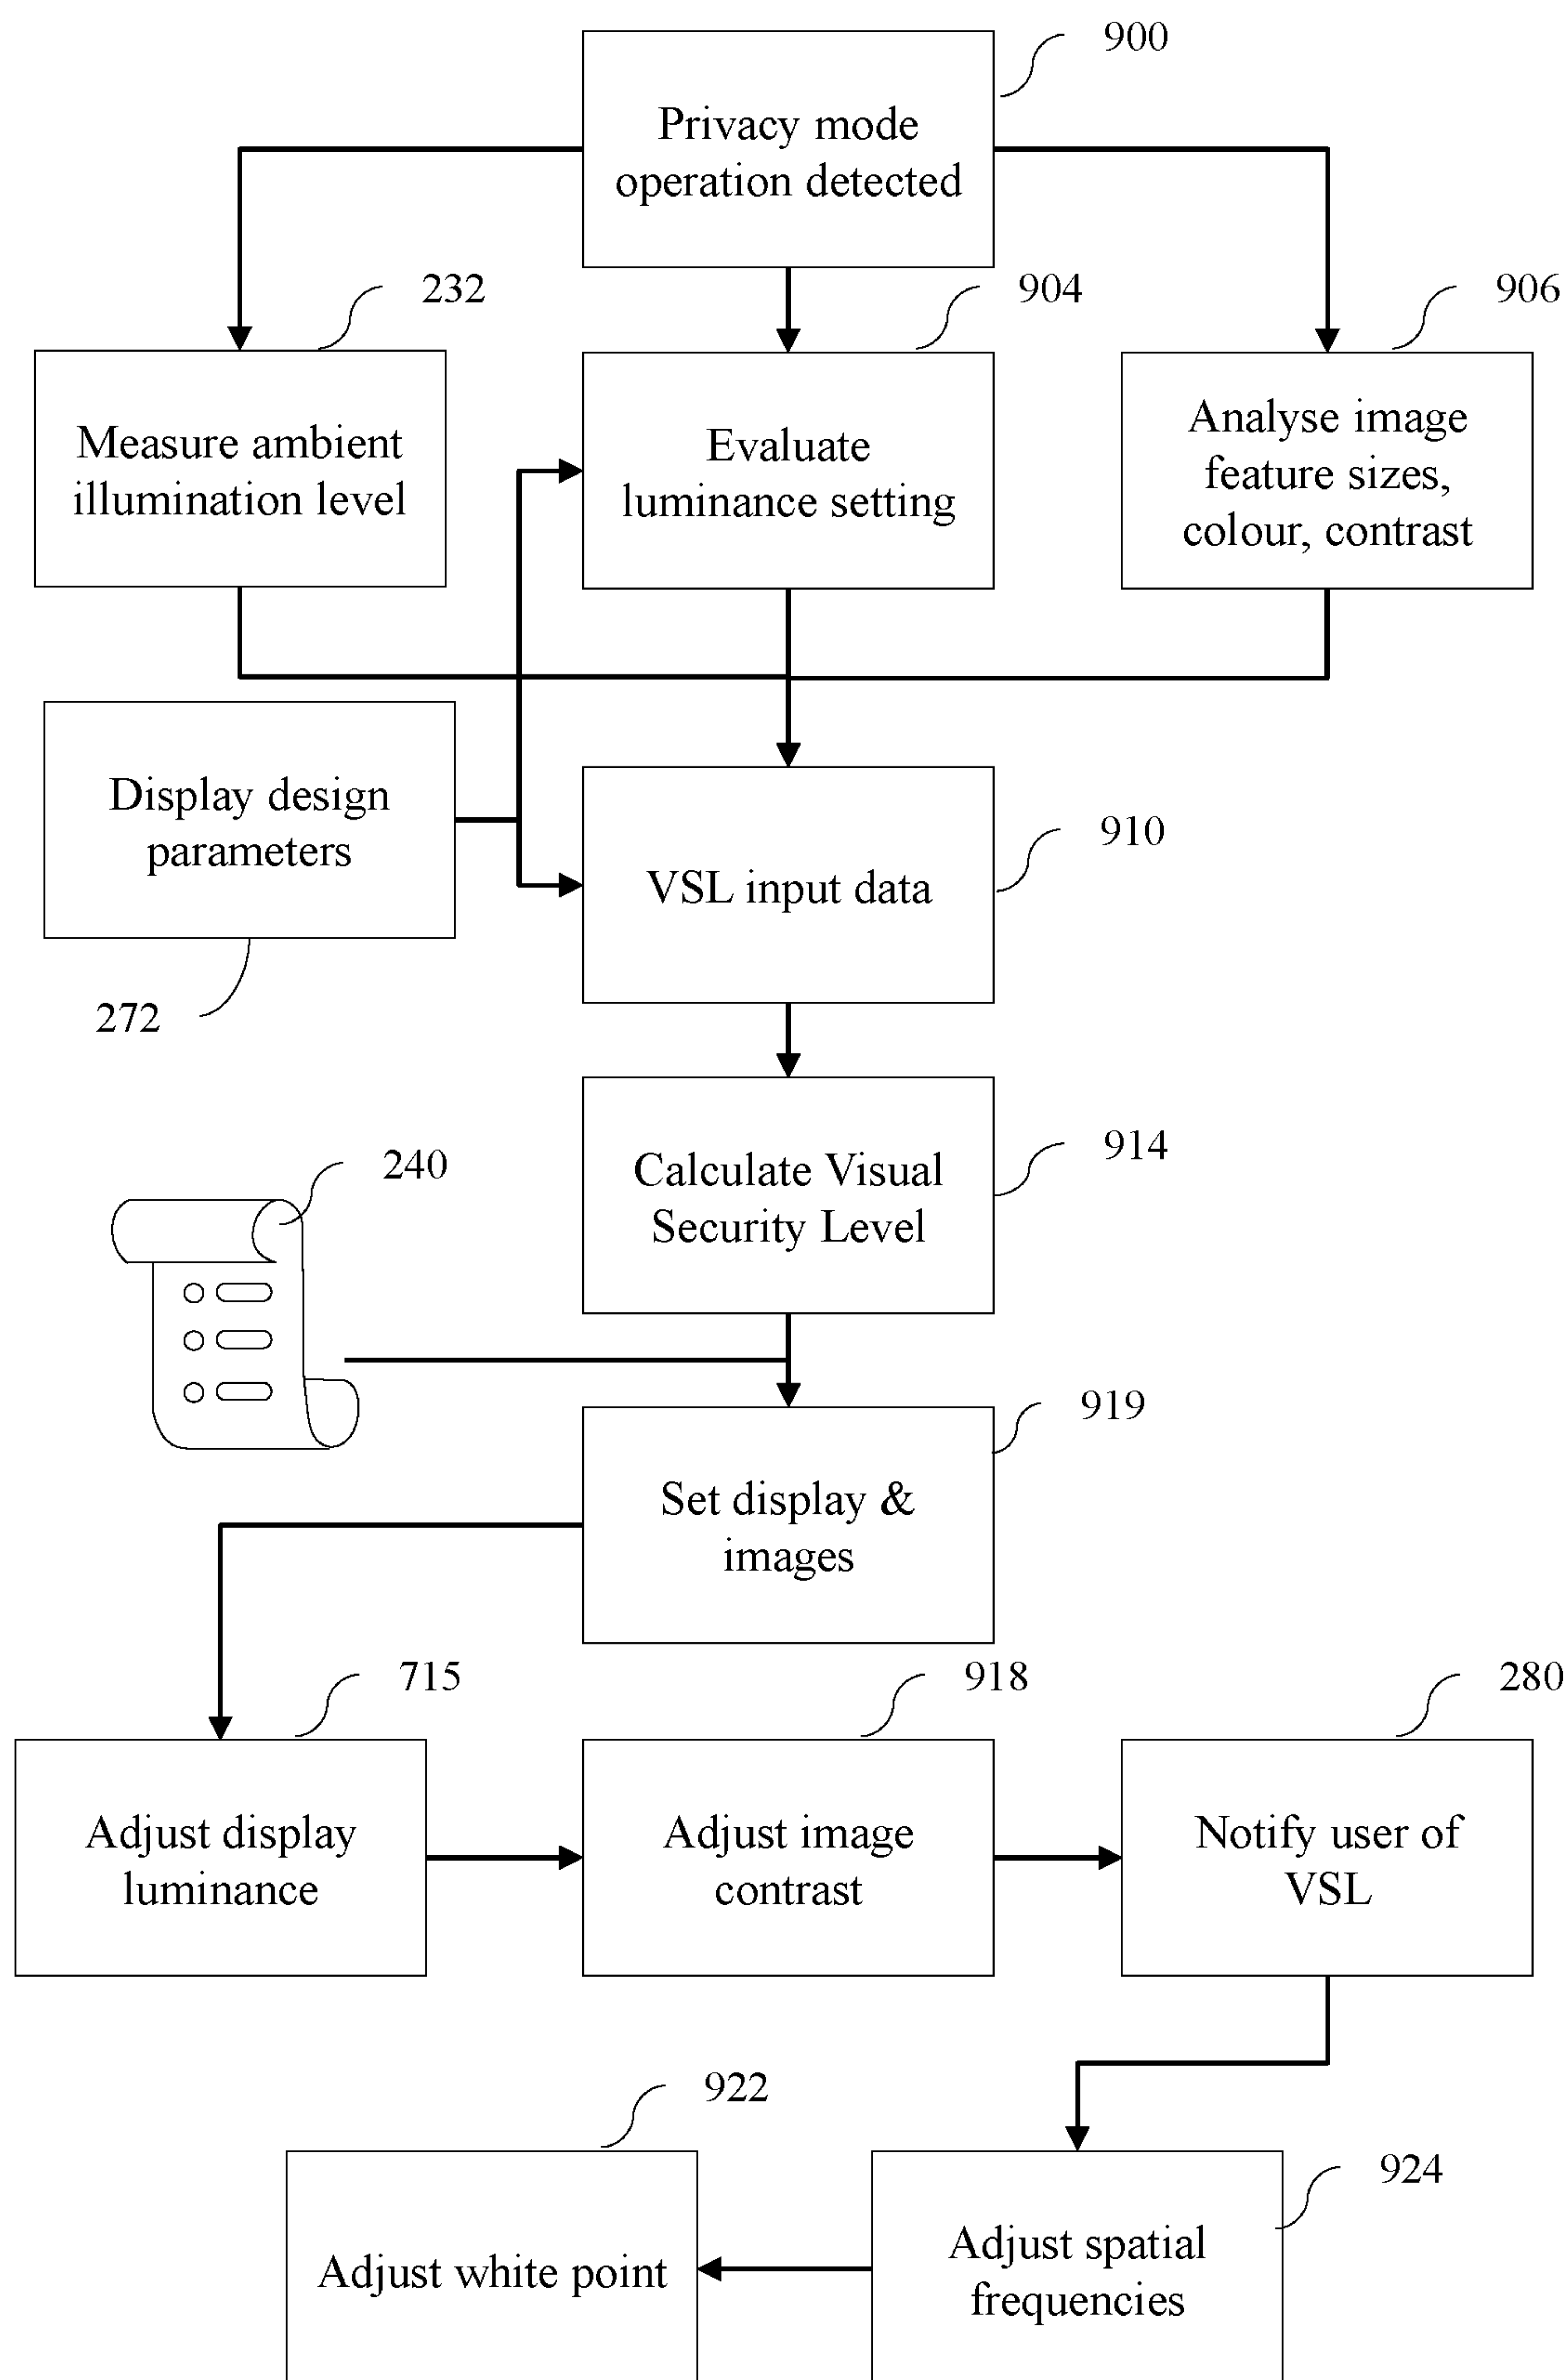 900
Privacy mode
operation detected
232
904
906
Measure ambient
illumination level
Evaluate
luminance setting
Analyse image
feature sizes,
colour, contrast
Display design
parameters
272
910
VSL input data
914
Calculate Visual
Security Level
240
919
Set display &
images
715
918
280
Adjust display
luminance
Adjust image
contrast
Notify user of
VSL
922
924
Adjust white point
Adjust spatial
frequencies